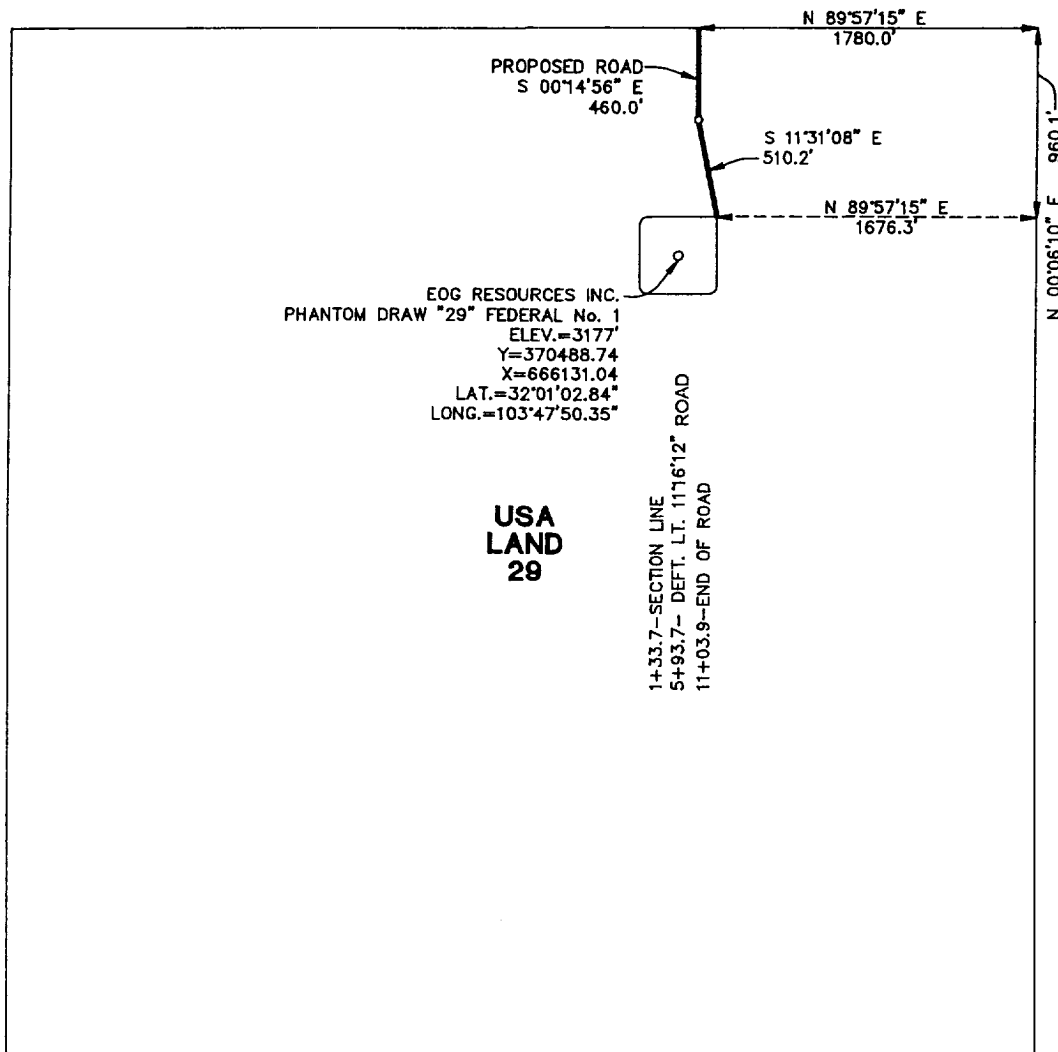 N 89°57'15" E
1780.0'
PROPOSED ROAD
S 00°14'56" E
460.0'
S 11°31'08" E
510.2'
N 00°06'10" E 960.1'
N 89°57'15" E
1676.3'
EOG RESOURCES INC.
PHANTOM DRAW "29" FEDERAL No. 1
ELEV.=3177'
Y=370488.74
X=666131.04
LAT.=32°01'02.84"
LONG.=103°47'50.35"
1+33.7-SECTION LINE
5+93.7- DEFT. LT. 11°16'12" ROAD
11+03.9-END OF ROAD
USA
LAND
29